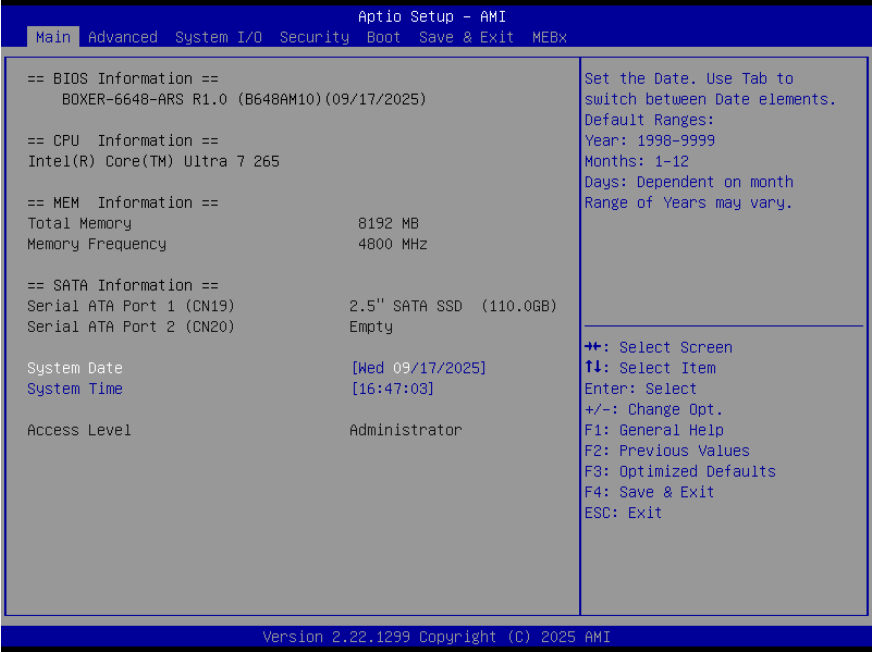 Aptio Setup – AMI
Main Advanced System I/O Security Boot Save & Exit MEBx
== BIOS Information ==
BOXER-6648-ARS R1.0 (B648AM10)(09/17/2025)
== CPU Information ==
Intel(R) Core(TM) Ultra 7 265
== MEM Information ==
Total Memory 8192 MB
Memory Frequency 4800 MHz
== SATA Information ==
Serial ATA Port 1 (CN19) 2.5" SATA SSD (110.0GB)
Serial ATA Port 2 (CN20) Empty
System Date [Wed 09/17/2025]
System Time [16:47:03]
Access Level Administrator
Set the Date. Use Tab to
switch between Date elements.
Default Ranges:
Year: 1998-9999
Months: 1-12
Days: Dependent on month
Range of Years may vary.
→←: Select Screen
↑↓: Select Item
Enter: Select
+/-: Change Opt.
F1: General Help
F2: Previous Values
F3: Optimized Defaults
F4: Save & Exit
ESC: Exit
Version 2.22.1299 Copyright (C) 2025 AMI